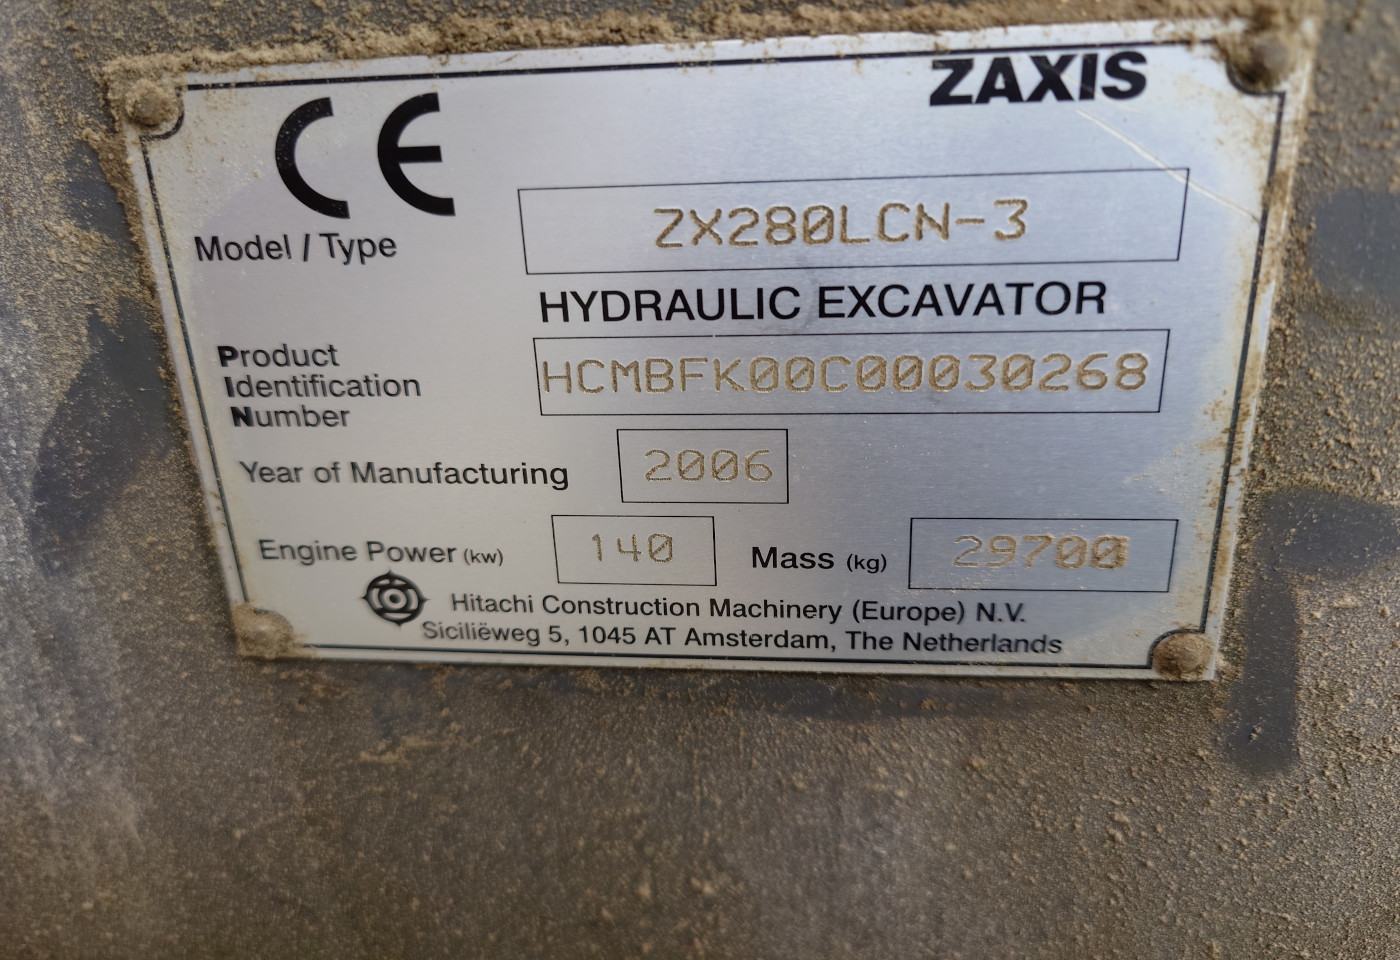 ZAXIS
CE
Model / Type ZX280LCN-3
HYDRAULIC EXCAVATOR
Product
Identification
Number
HCMBFK00C00030268
Year of Manufacturing 2006
Engine Power (kw) 140 Mass (kg) 29700
Hitachi Construction Machinery (Europe) N.V.
Siciliëweg 5, 1045 AT Amsterdam, The Netherlands